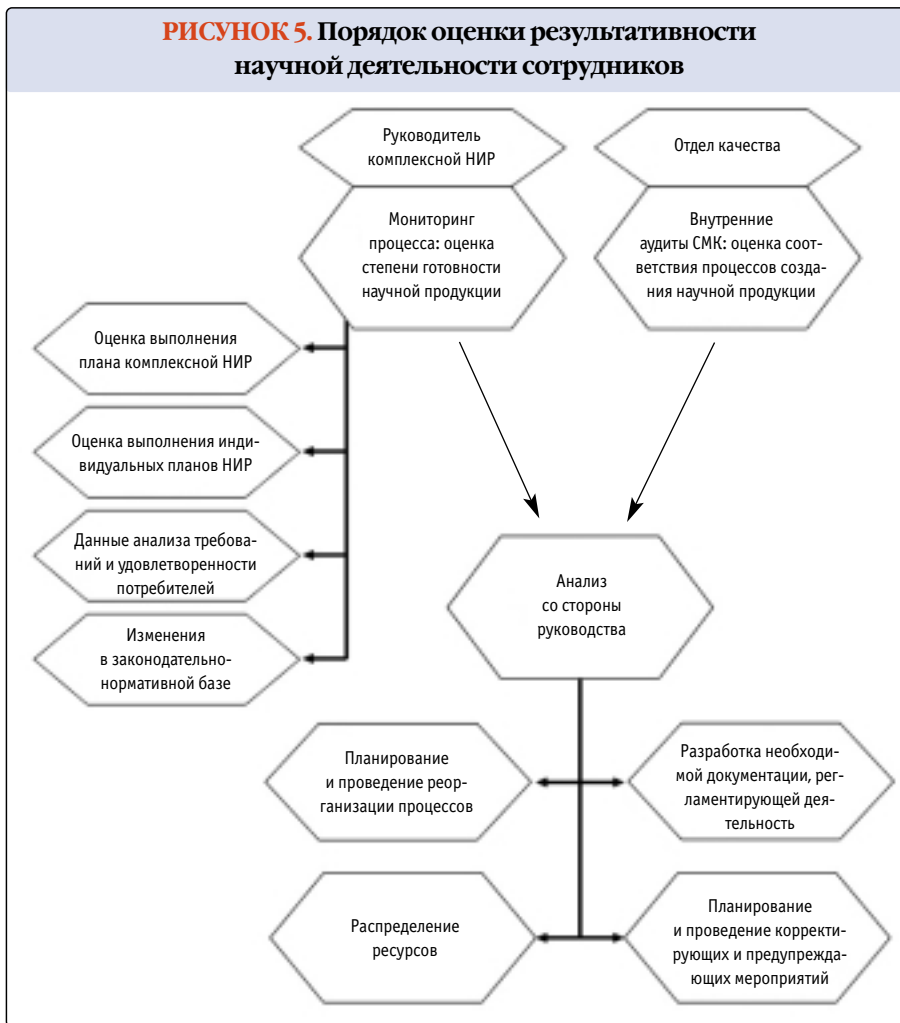 РИСУНОК 5. Порядок оценки результативности
научной деятельности сотрудников
Руководитель
комплексной НИР
Отдел качества
Мониторинг
процесса: оценка
степени готовности
научной продукции
Внутренние
аудиты СМК: оценка соот-
ветствия процессов созда-
ния научной продукции
Оценка выполнения
плана комплексной НИР
Оценка выполнения инди-
видуальных планов НИР
Данные анализа требова-
ний и удовлетворенности
потребителей
Изменения
в законодательно-
нормативной базе
Анализ
со стороны
руководства
Планирование
и проведение реор-
ганизации процессов
Разработка необходи-
мой документации, рег-
ламентирующей дея-
тельность
Распределение
ресурсов
Планирование
и проведение корректи-
рующих и предупрежда-
ющих мероприятий